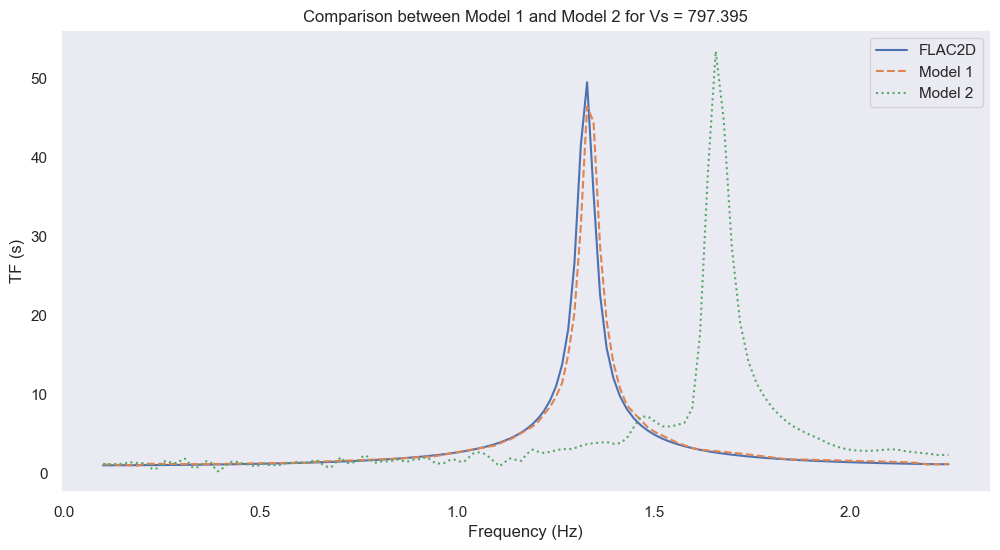 Comparison between Model 1 and Model 2 for Vs = 797.395
FLAC2D
Model 1
Model 2
TF (s)
50
40
30
20
10
0
0.0 0.5 1.0 1.5 2.0
Frequency (Hz)